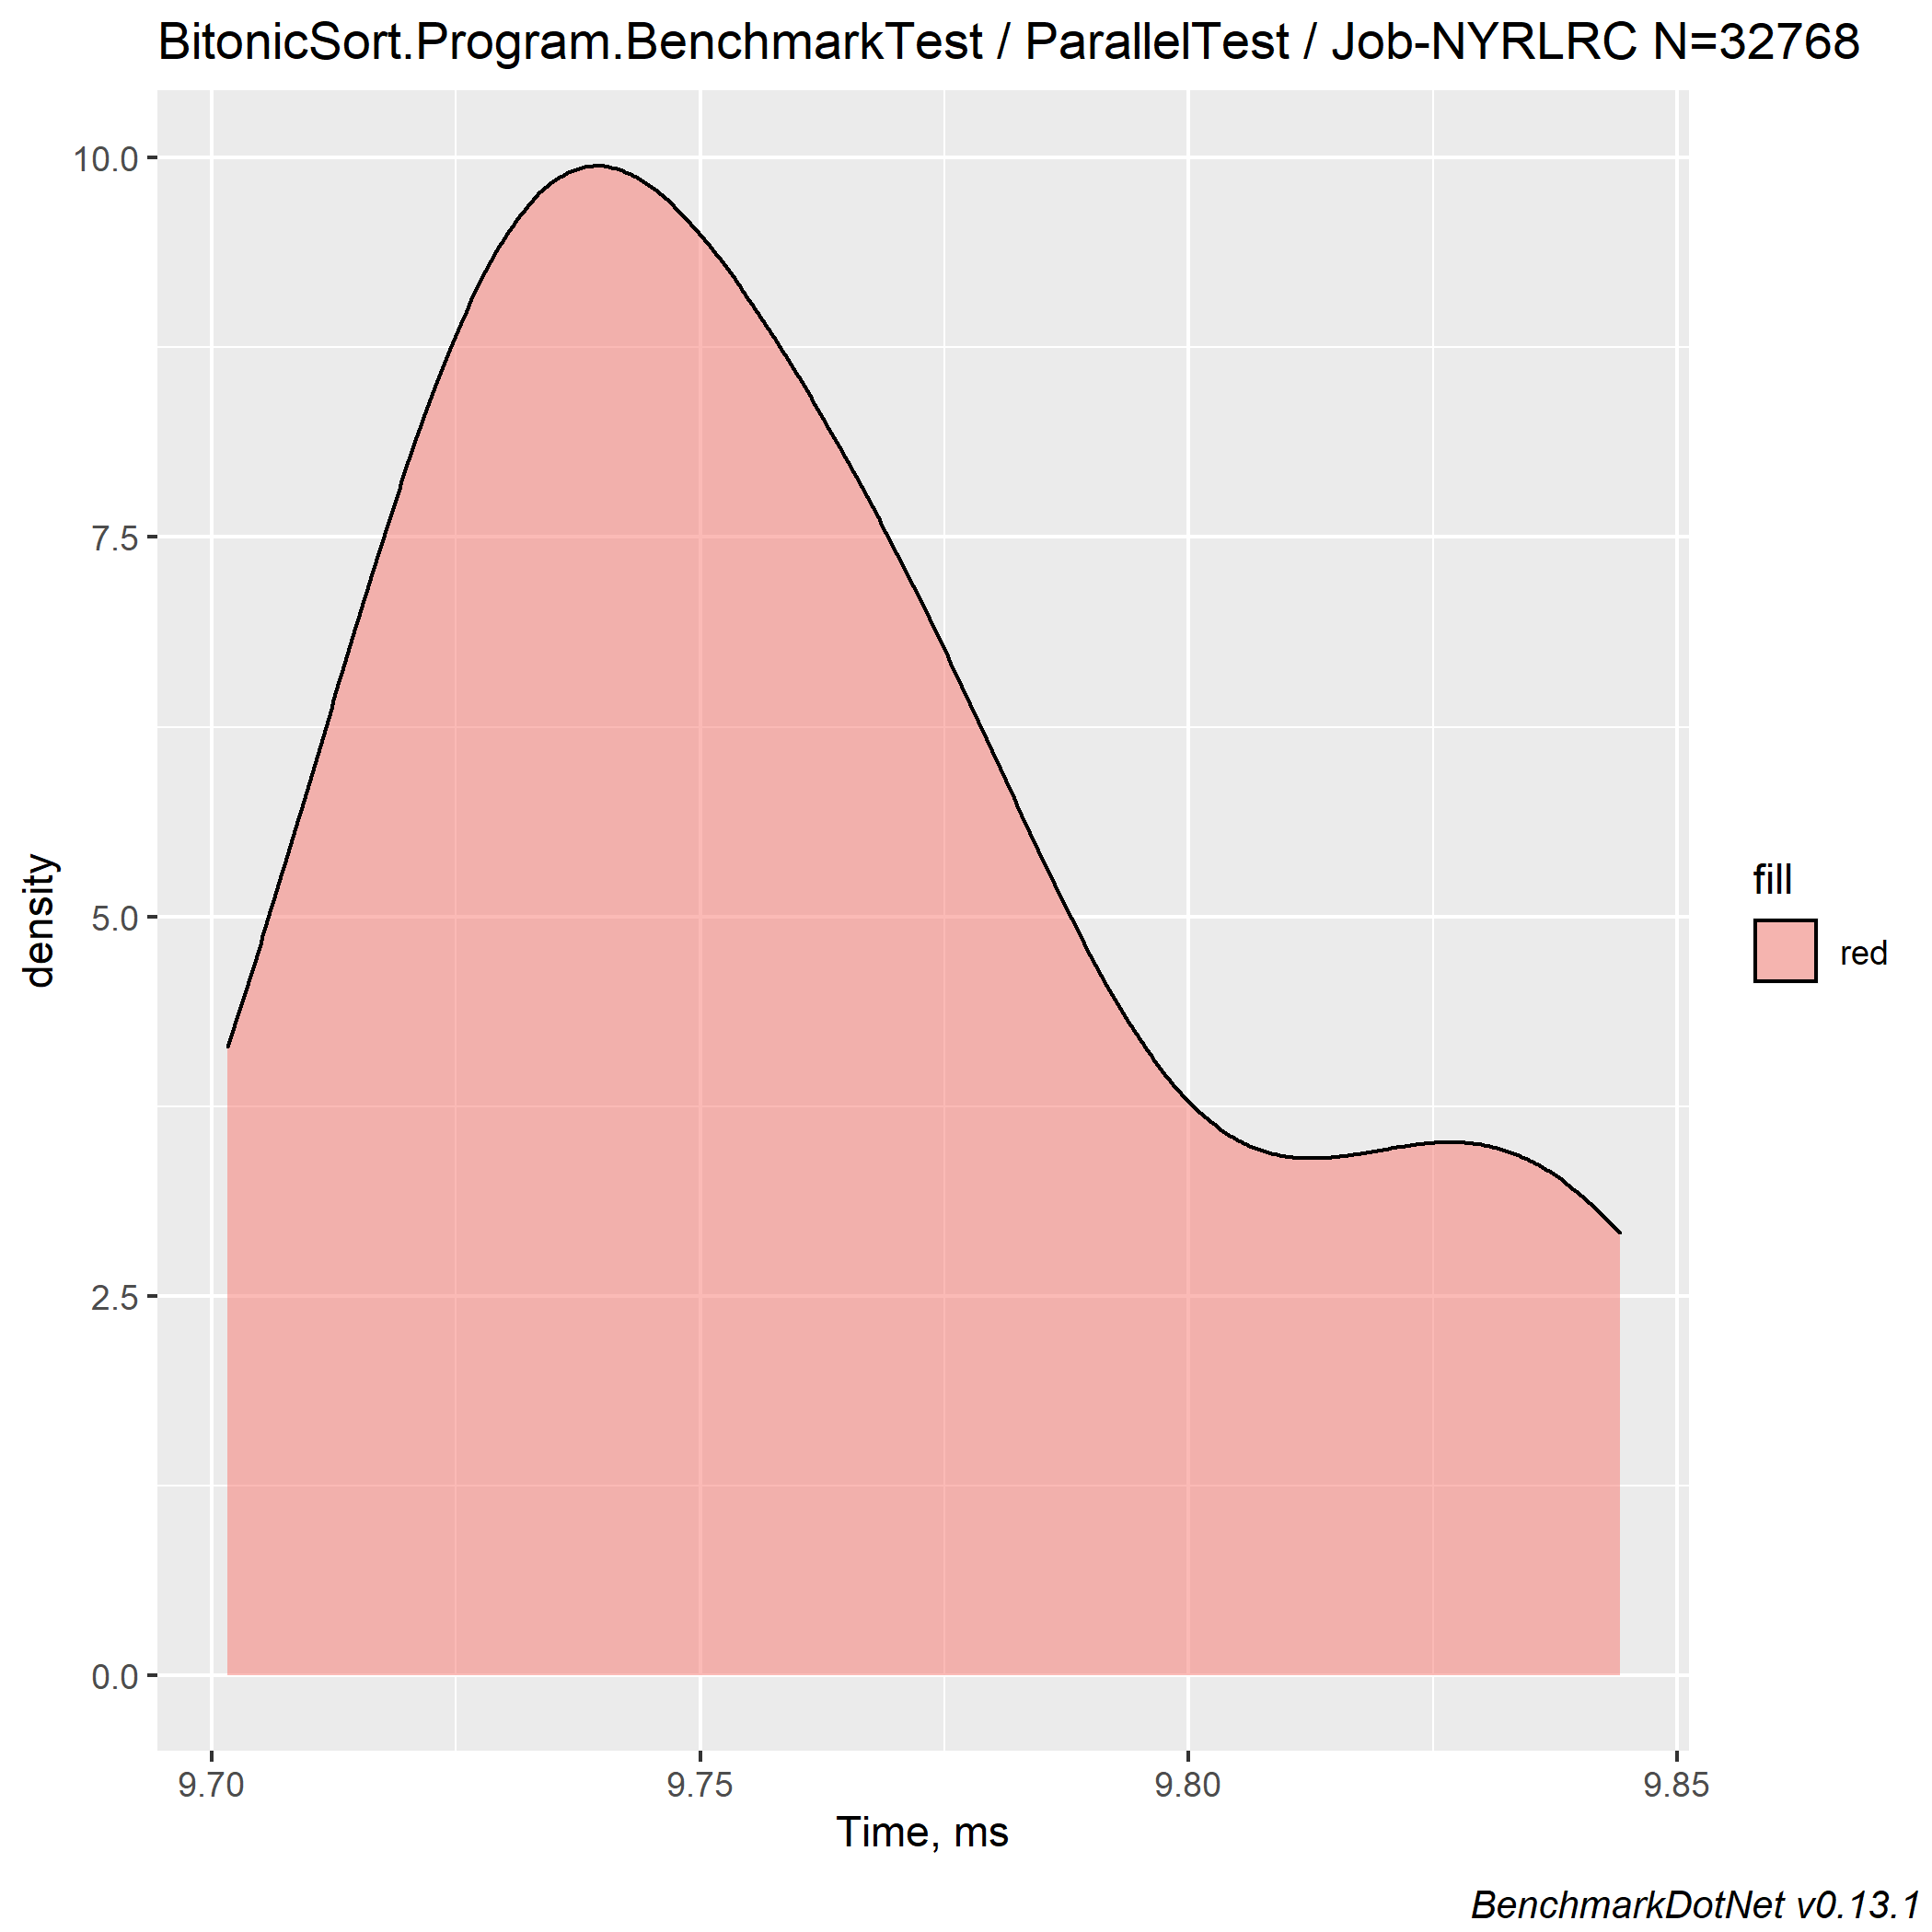 BitonicSort.Program.BenchmarkTest / ParallelTest / Job-NYRLRC N=32768
10.0
7.5
5.0
2.5
0.0
density
9.70 9.75 9.80 9.85
Time, ms
fill
red
BenchmarkDotNet v0.13.1